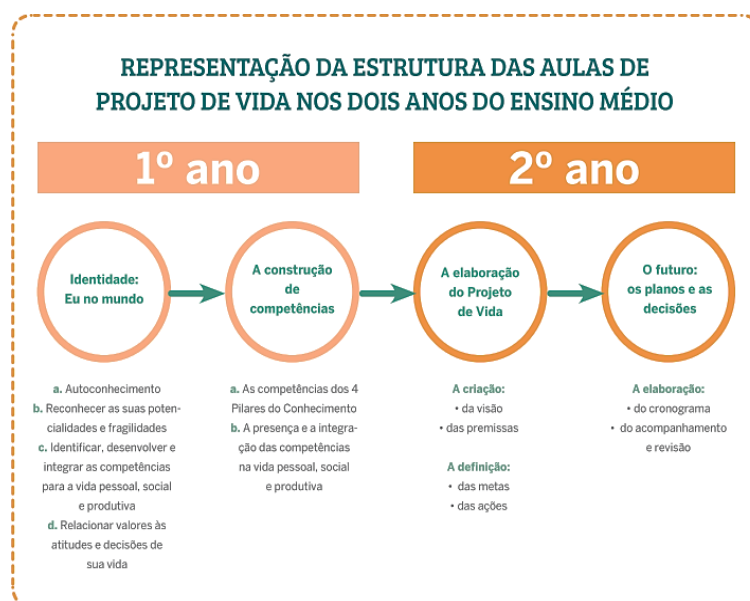 REPRESENTAÇÃO DA ESTRUTURA DAS AULAS DE
PROJETO DE VIDA NOS DOIS ANOS DO ENSINO MÉDIO
1º ano
2º ano
Identidade:
Eu no mundo
A construção
de
competências
A elaboração
do Projeto
de Vida
O futuro:
os planos e as
decisões
a. Autoconhecimento
b. Reconhecer as suas poten-
cialidades e fragilidades
c. Identificar, desenvolver e
integrar as competências
para a vida pessoal, social
e produtiva
d. Relacionar valores às
atitudes e decisões de
sua vida
a. As competências dos 4
Pilares do Conhecimento
b. A presença e a integra-
ção das competências
na vida pessoal, social
e produtiva
A criação:
• da visão
• das premissas
A definição:
• das metas
• das ações
A elaboração:
• do cronograma
• do acompanhamento
e revisão